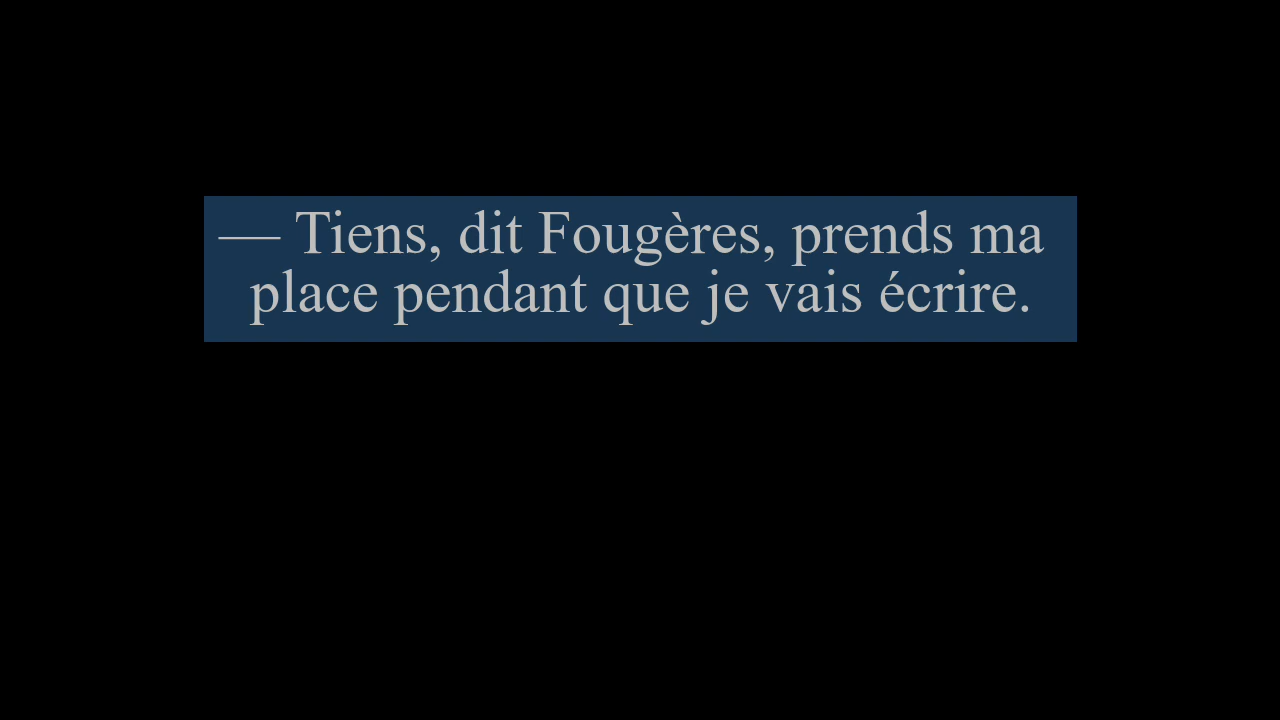 — Tiens, dit Fougères, prends ma
place pendant que je vais écrire.